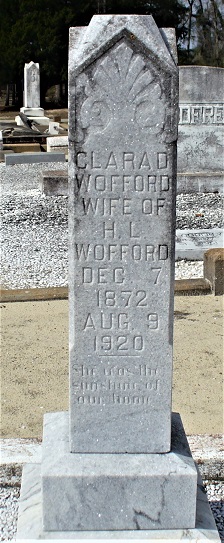 CLARA D
WOFFORD
WIFE OF
H. L.
WOFFORD
DEC 7
1872
AUG. 9
1920
She was the
sunshine of
our home